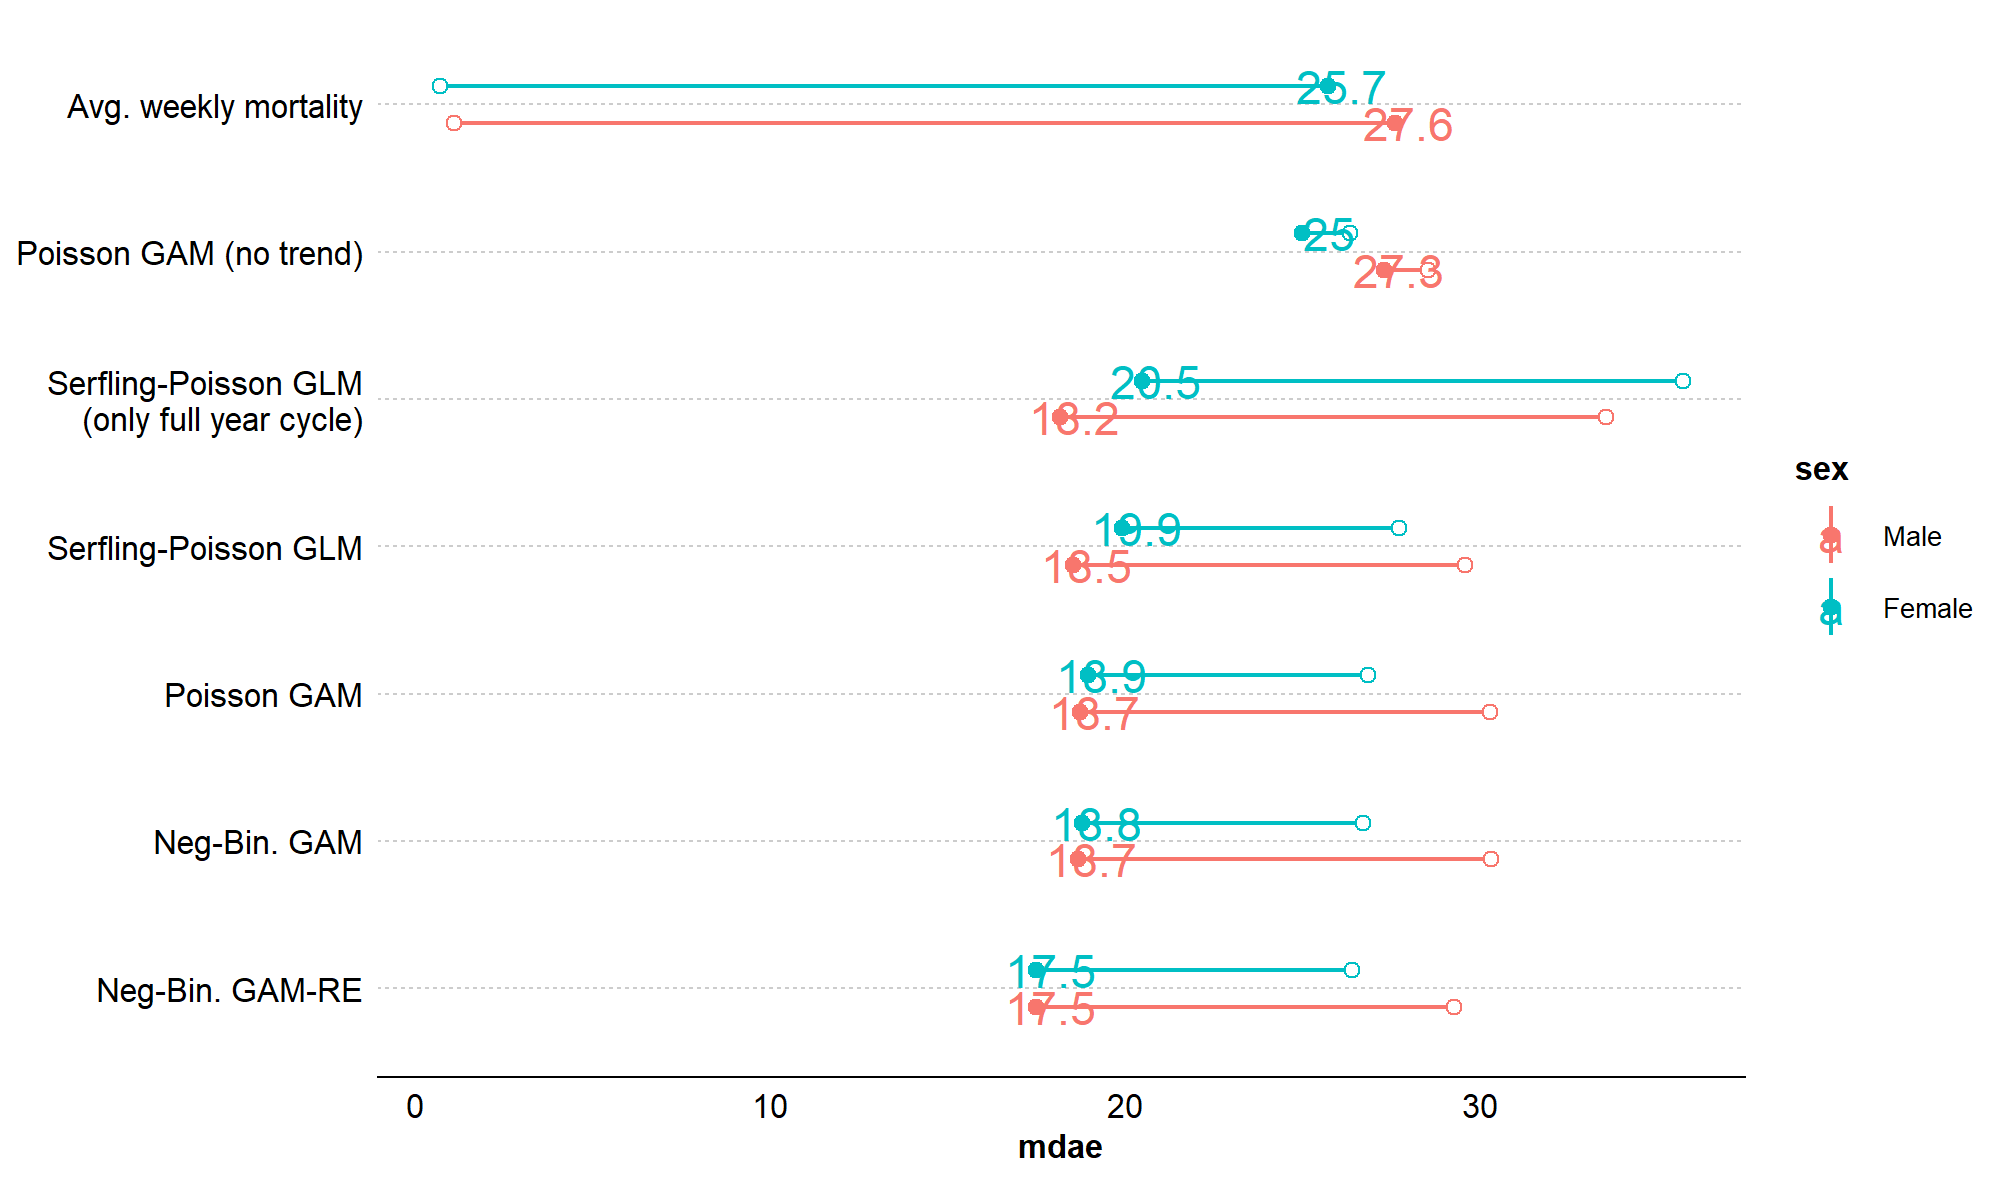 25.7
Avg. weekly mortality
27.6
25
Poisson GAM (no trend)
27.3
20.5
Serfling-Poisson GLM
(only full year cycle)
18.2
19.9
Serfling-Poisson GLM
18.5
18.9
Poisson GAM
18.7
18.8
Neg-Bin. GAM
18.7
17.5
Neg-Bin. GAM-RE
17.5
sex
a Male
a Female
0 10 20 30
mdae